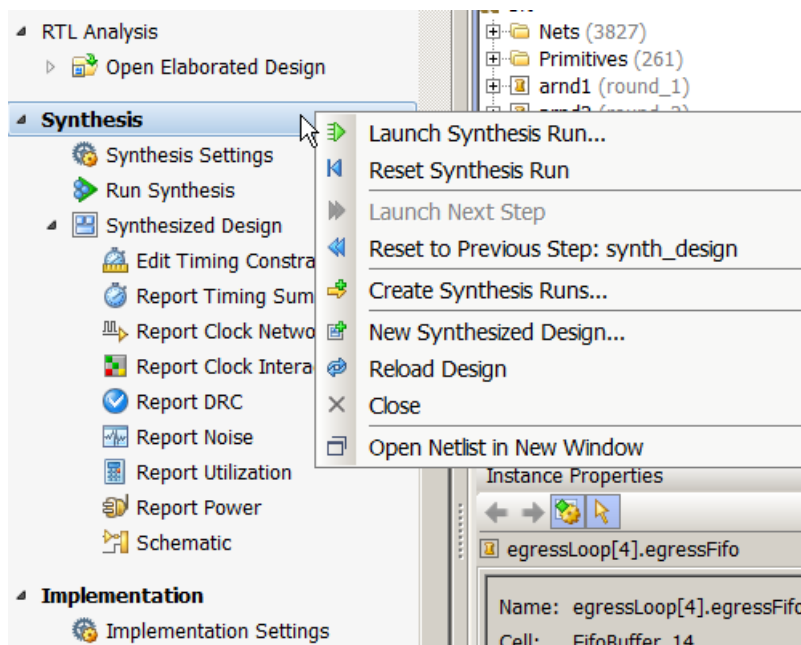 RTL Analysis
Open Elaborated Design
Synthesis
Synthesis Settings
Run Synthesis
Synthesized Design
Edit Timing Constra
Report Timing Sum
Report Clock Netwo
Report Clock Intera
Report DRC
Report Noise
Report Utilization
Report Power
Schematic
Implementation
Implementation Settings
Nets (3827)
Primitives (261)
arnd1 (round_1)
Launch Synthesis Run...
Reset Synthesis Run
Launch Next Step
Reset to Previous Step: synth_design
Create Synthesis Runs...
New Synthesized Design...
Reload Design
Close
Open Netlist in New Window
Instance Properties
egressLoop[4].egressFifo
Name: egressLoop[4].egressFifo
Cell: FifoBuffer_14